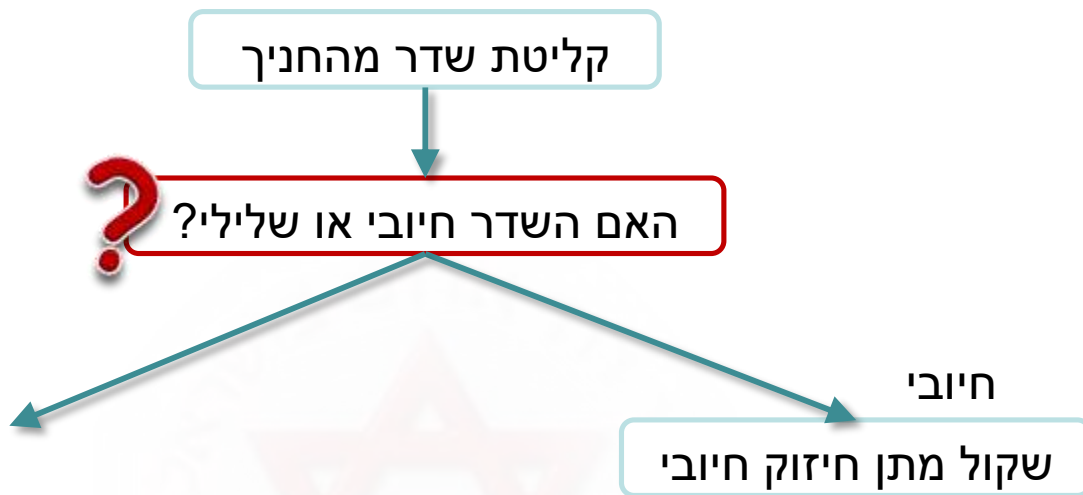 קליטת שדר מהחניך
האם השדר חיובי או שלילי?
חיובי
שקול מתן חיזוק חיובי